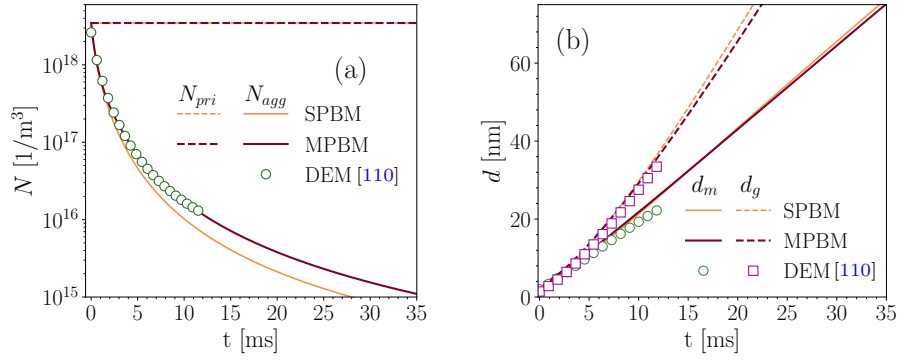 (a)
N [1/m³]
10¹⁸
10¹⁷
10¹⁶
10¹⁵
N_pri N_agg
SPBM
MPBM
DEM [110]
0 5 10 15 20 25 30 35
t [ms]
(b)
d [nm]
60
40
20
0
d_m d_g
SPBM
MPBM
DEM [110]
0 5 10 15 20 25 30 35
t [ms]